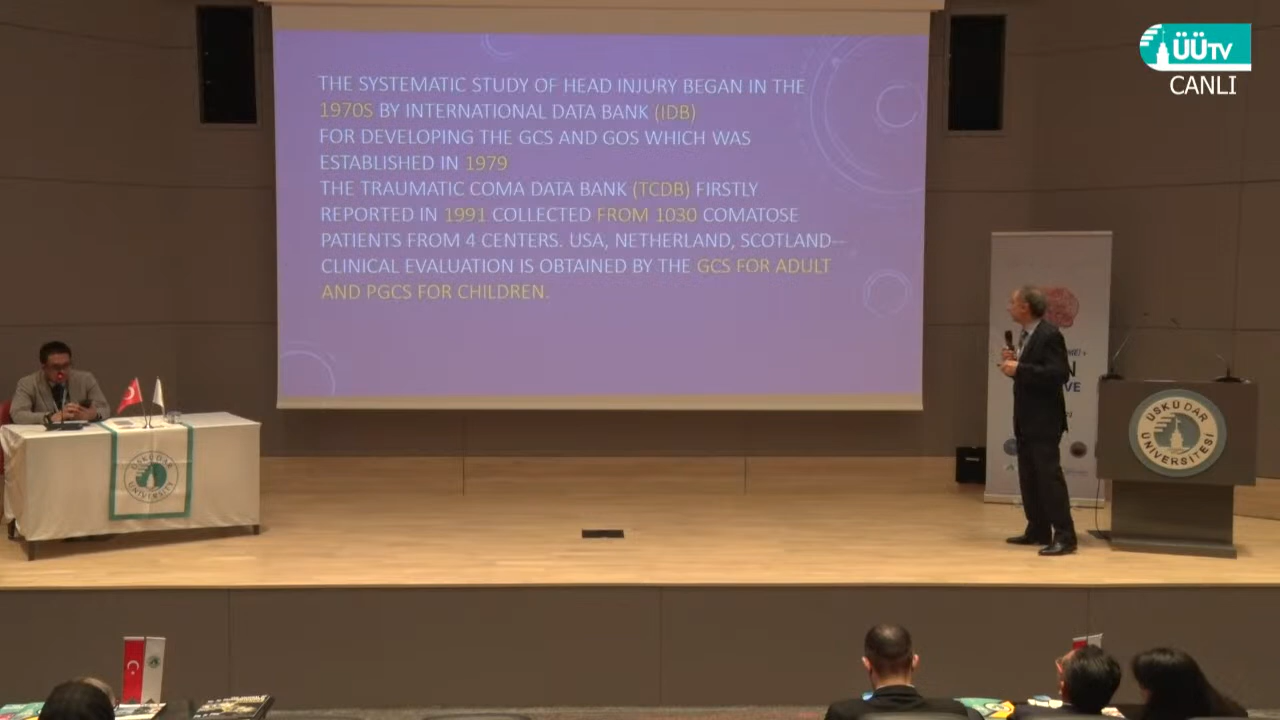 ÜÜTV
CANLI
THE SYSTEMATIC STUDY OF HEAD INJURY BEGAN IN THE
1970S BY INTERNATIONAL DATA BANK (IDB)
FOR DEVELOPING THE GCS AND GOS WHICH WAS
ESTABLISHED IN 1979
THE TRAUMATIC COMA DATA BANK (TCDB) FIRSTLY
REPORTED IN 1991 COLLECTED FROM 1030 COMATOSE
PATIENTS FROM 4 CENTERS. USA, NETHERLAND, SCOTLAND—
CLINICAL EVALUATION IS OBTAINED BY THE GCS FOR ADULT
AND PGCS FOR CHILDREN.
ÜSKÜDAR
ÜNİVERSİTESİ
ÜSKÜDAR
UNIVERSITY